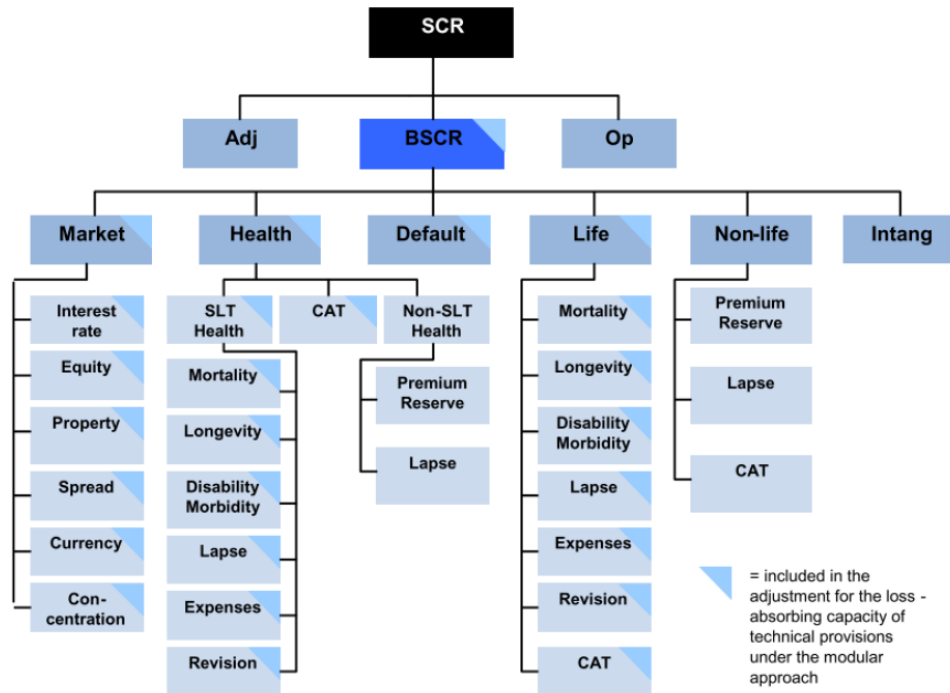 SCR
Adj
BSCR
Op
Market
Health
Default
Life
Non-life
Intang
Interest
rate
Equity
Property
Spread
Currency
Con-
centration
SLT
Health
CAT
Non-SLT
Health
Mortality
Longevity
Disability
Morbidity
Lapse
Expenses
Revision
Premium
Reserve
Lapse
Mortality
Longevity
Disability
Morbidity
Lapse
Expenses
Revision
CAT
Premium
Reserve
Lapse
CAT
= included in the
adjustment for the loss -
absorbing capacity of
technical provisions
under the modular
approach